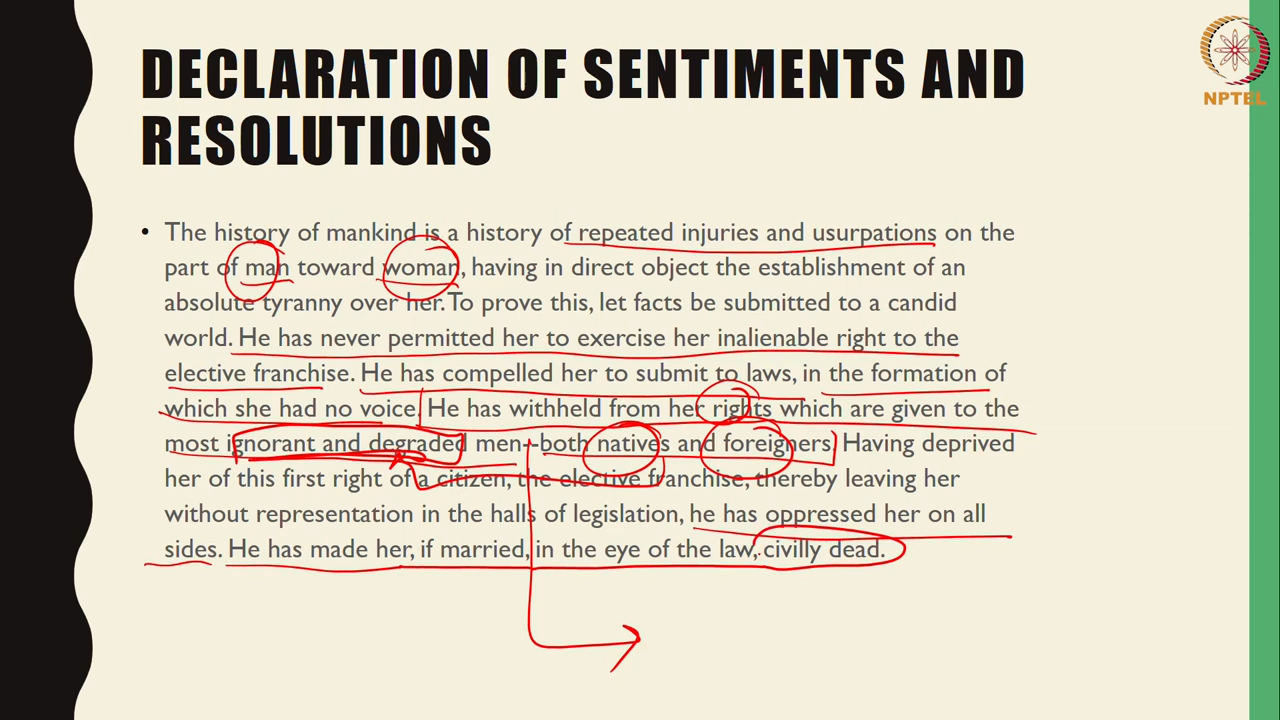 DECLARATION OF SENTIMENTS AND
RESOLUTIONS
NPTEL
• The history of mankind is a history of repeated injuries and usurpations on the
part of man toward woman, having in direct object the establishment of an
absolute tyranny over her. To prove this, let facts be submitted to a candid
world. He has never permitted her to exercise her inalienable right to the
elective franchise. He has compelled her to submit to laws, in the formation of
which she had no voice. He has withheld from her rights which are given to the
most ignorant and degraded men--both natives and foreigners. Having deprived
her of this first right of a citizen, the elective franchise, thereby leaving her
without representation in the halls of legislation, he has oppressed her on all
sides. He has made her, if married, in the eye of the law, civilly dead.